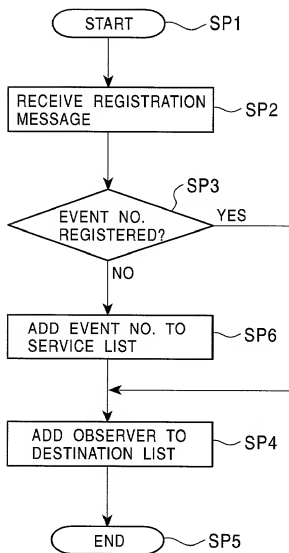 START
SP1
RECEIVE REGISTRATION
MESSAGE
SP2
SP3
EVENT NO.
REGISTERED?
YES
NO
ADD EVENT NO. TO
SERVICE LIST
SP6
ADD OBSERVER TO
DESTINATION LIST
SP4
END
SP5